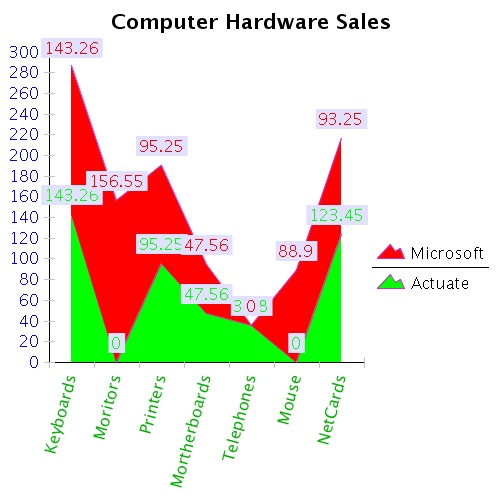 Computer Hardware Sales
300
280
260
240
220
200
180
160
140
120
100
80
60
40
20
0
143.26
156.55
95.25
47.56
0
88.9
93.25
143.26
0
95.25
47.56
0
123.45
Microsoft
Actuate
Keyboards
Moritors
Printers
Mortherboards
Telephones
Mouse
NetCards